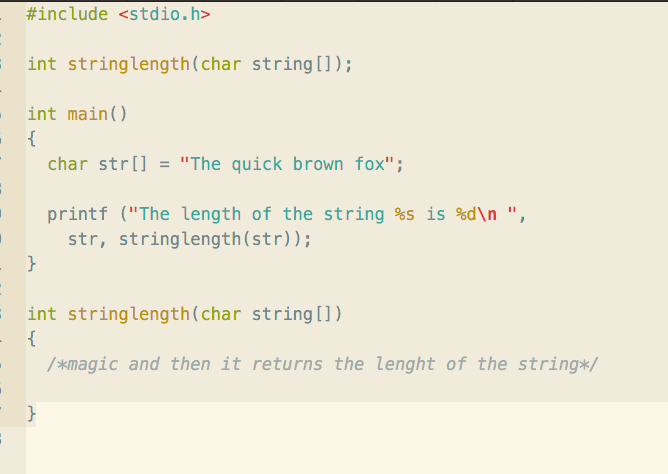 #include <stdio.h>
int stringlength(char string[]);
int main()
{
char str[] = "The quick brown fox";
printf ("The length of the string %s is %d\n ",
str, stringlength(str));
}
int stringlength(char string[])
{
/*magic and then it returns the lenght of the string*/
}